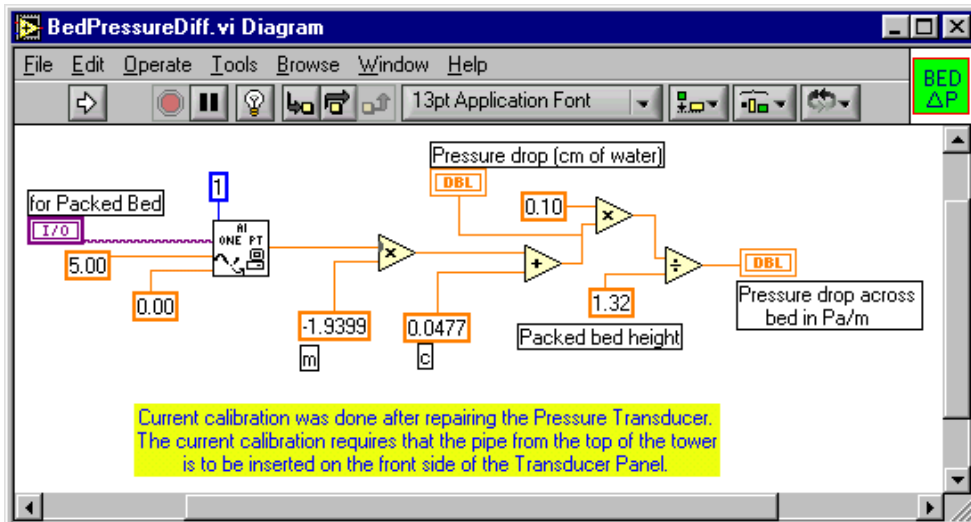 BedPressureDiff.vi Diagram
File Edit Operate Tools Browse Window Help
BED
ΔP
13pt Application Font
Pressure drop (cm of water)
DBL
1
for Packed Bed
I/O
AI
ONE PT
0.10
×
5.00
×
+
÷
DBL
0.00
1.32
Pressure drop across
bed in Pa/m
-1.9399
0.0477
Packed bed height
m
c
Current calibration was done after repairing the Pressure Transducer.
The current calibration requires that the pipe from the top of the tower
is to be inserted on the front side of the Transducer Panel.